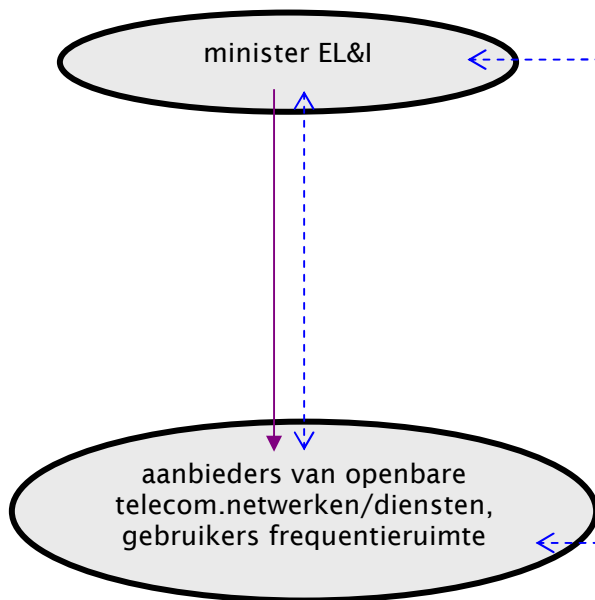 minister EL&I
aanbieders van openbare
telecom.netwerken/diensten,
gebruikers frequentieruimte